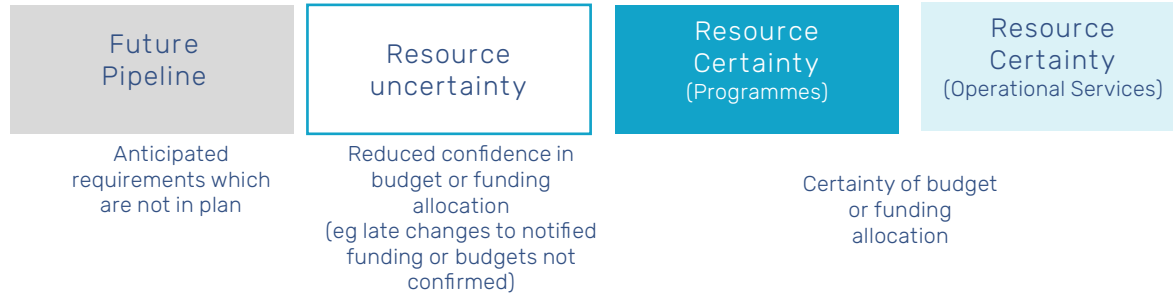 Future
Pipeline
Resource
uncertainty
Resource
Certainty
(Programmes)
Resource
Certainty
(Operational Services)
Anticipated
requirements which
are not in plan
Reduced confidence in
budget or funding
allocation
(eg late changes to notified
funding or budgets not
confirmed)
Certainty of budget
or funding
allocation